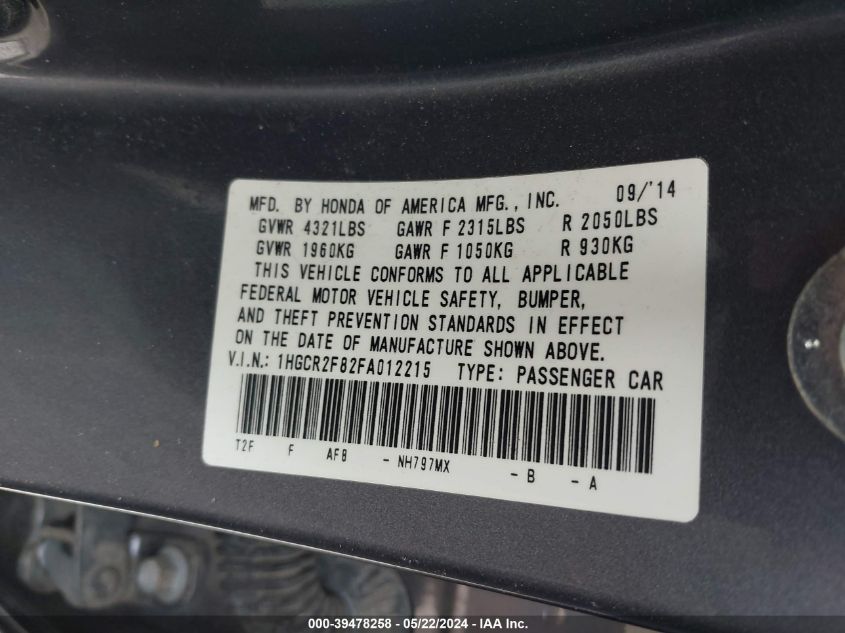 MFD. BY HONDA OF AMERICA MFG., INC. 09/'14
GVWR 4321LBS GAWR F 2315LBS R 2050LBS
GVWR 1960KG GAWR F 1050KG R 930KG
THIS VEHICLE CONFORMS TO ALL APPLICABLE
FEDERAL MOTOR VEHICLE SAFETY, BUMPER,
AND THEFT PREVENTION STANDARDS IN EFFECT
ON THE DATE OF MANUFACTURE SHOWN ABOVE.
V.I.N.: 1HGCR2F82FA012215 TYPE: PASSENGER CAR
T2F F AF8 - NH797MX - B - A
000-39478258 - 05/22/2024 - IAA Inc.